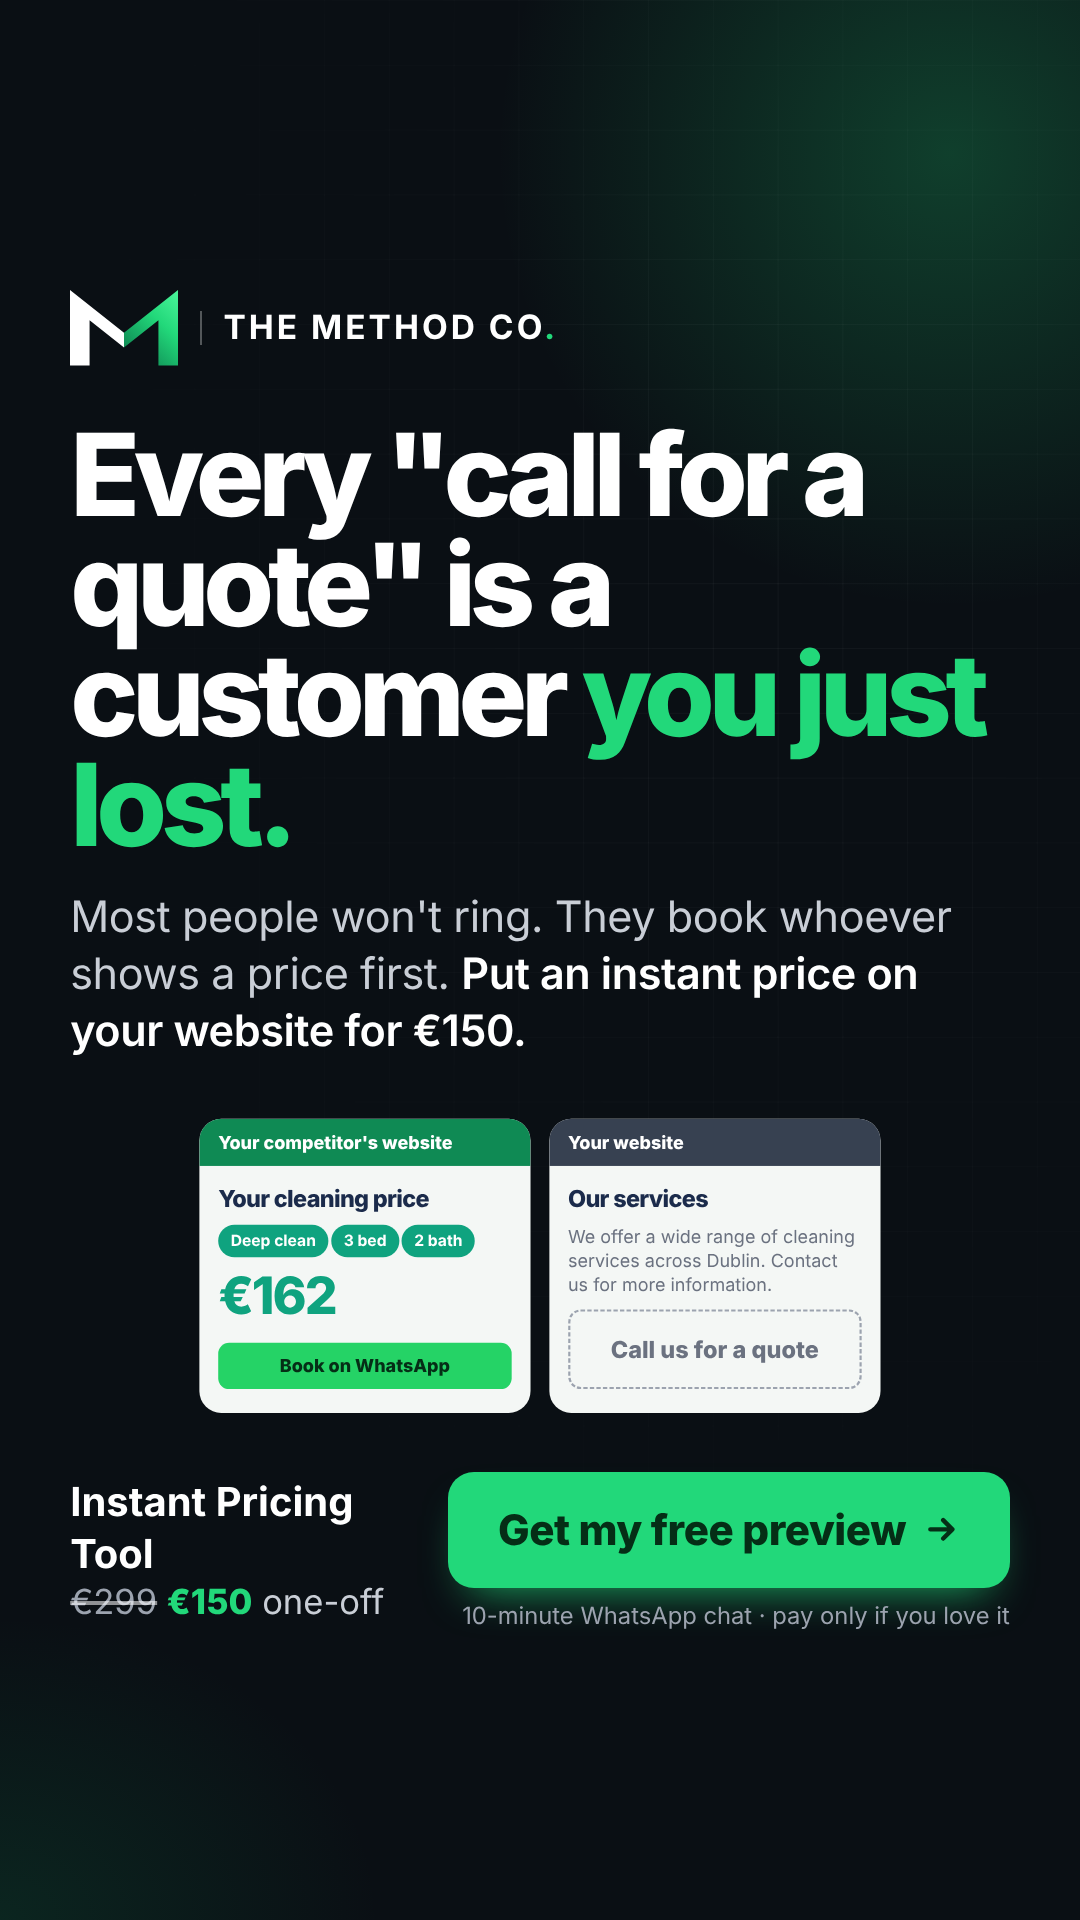 THE METHOD CO.
Every "call for a
quote" is a
customer you just
lost.
Most people won't ring. They book whoever
shows a price first. Put an instant price on
your website for €150.
Your competitor's website
Your cleaning price
Deep clean 3 bed 2 bath
€162
Book on WhatsApp
Your website
Our services
We offer a wide range of cleaning
services across Dublin. Contact
us for more information.
Call us for a quote
Instant Pricing
Tool
€299 €150 one-off
Get my free preview →
10-minute WhatsApp chat · pay only if you love it